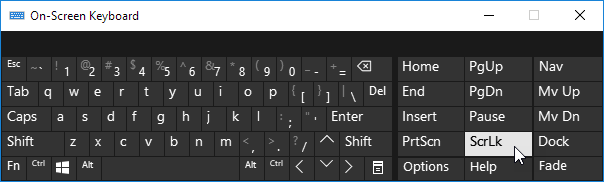 On-Screen Keyboard
Esc ~ ` ! 1 @ 2 # 3 $ 4 % 5 ^ 6 & 7 * 8 ( 9 ) 0 _ - + = Home PgUp Nav
Tab q w e r t y u i o p { [ } ] | \ Del End PgDn Mv Up
Caps a s d f g h j k l : ; " ' Enter Insert Pause Mv Dn
Shift z x c v b n m < , > . ? / Shift PrtScn ScrLk Dock
Fn Ctrl Alt Alt Ctrl Options Help Fade